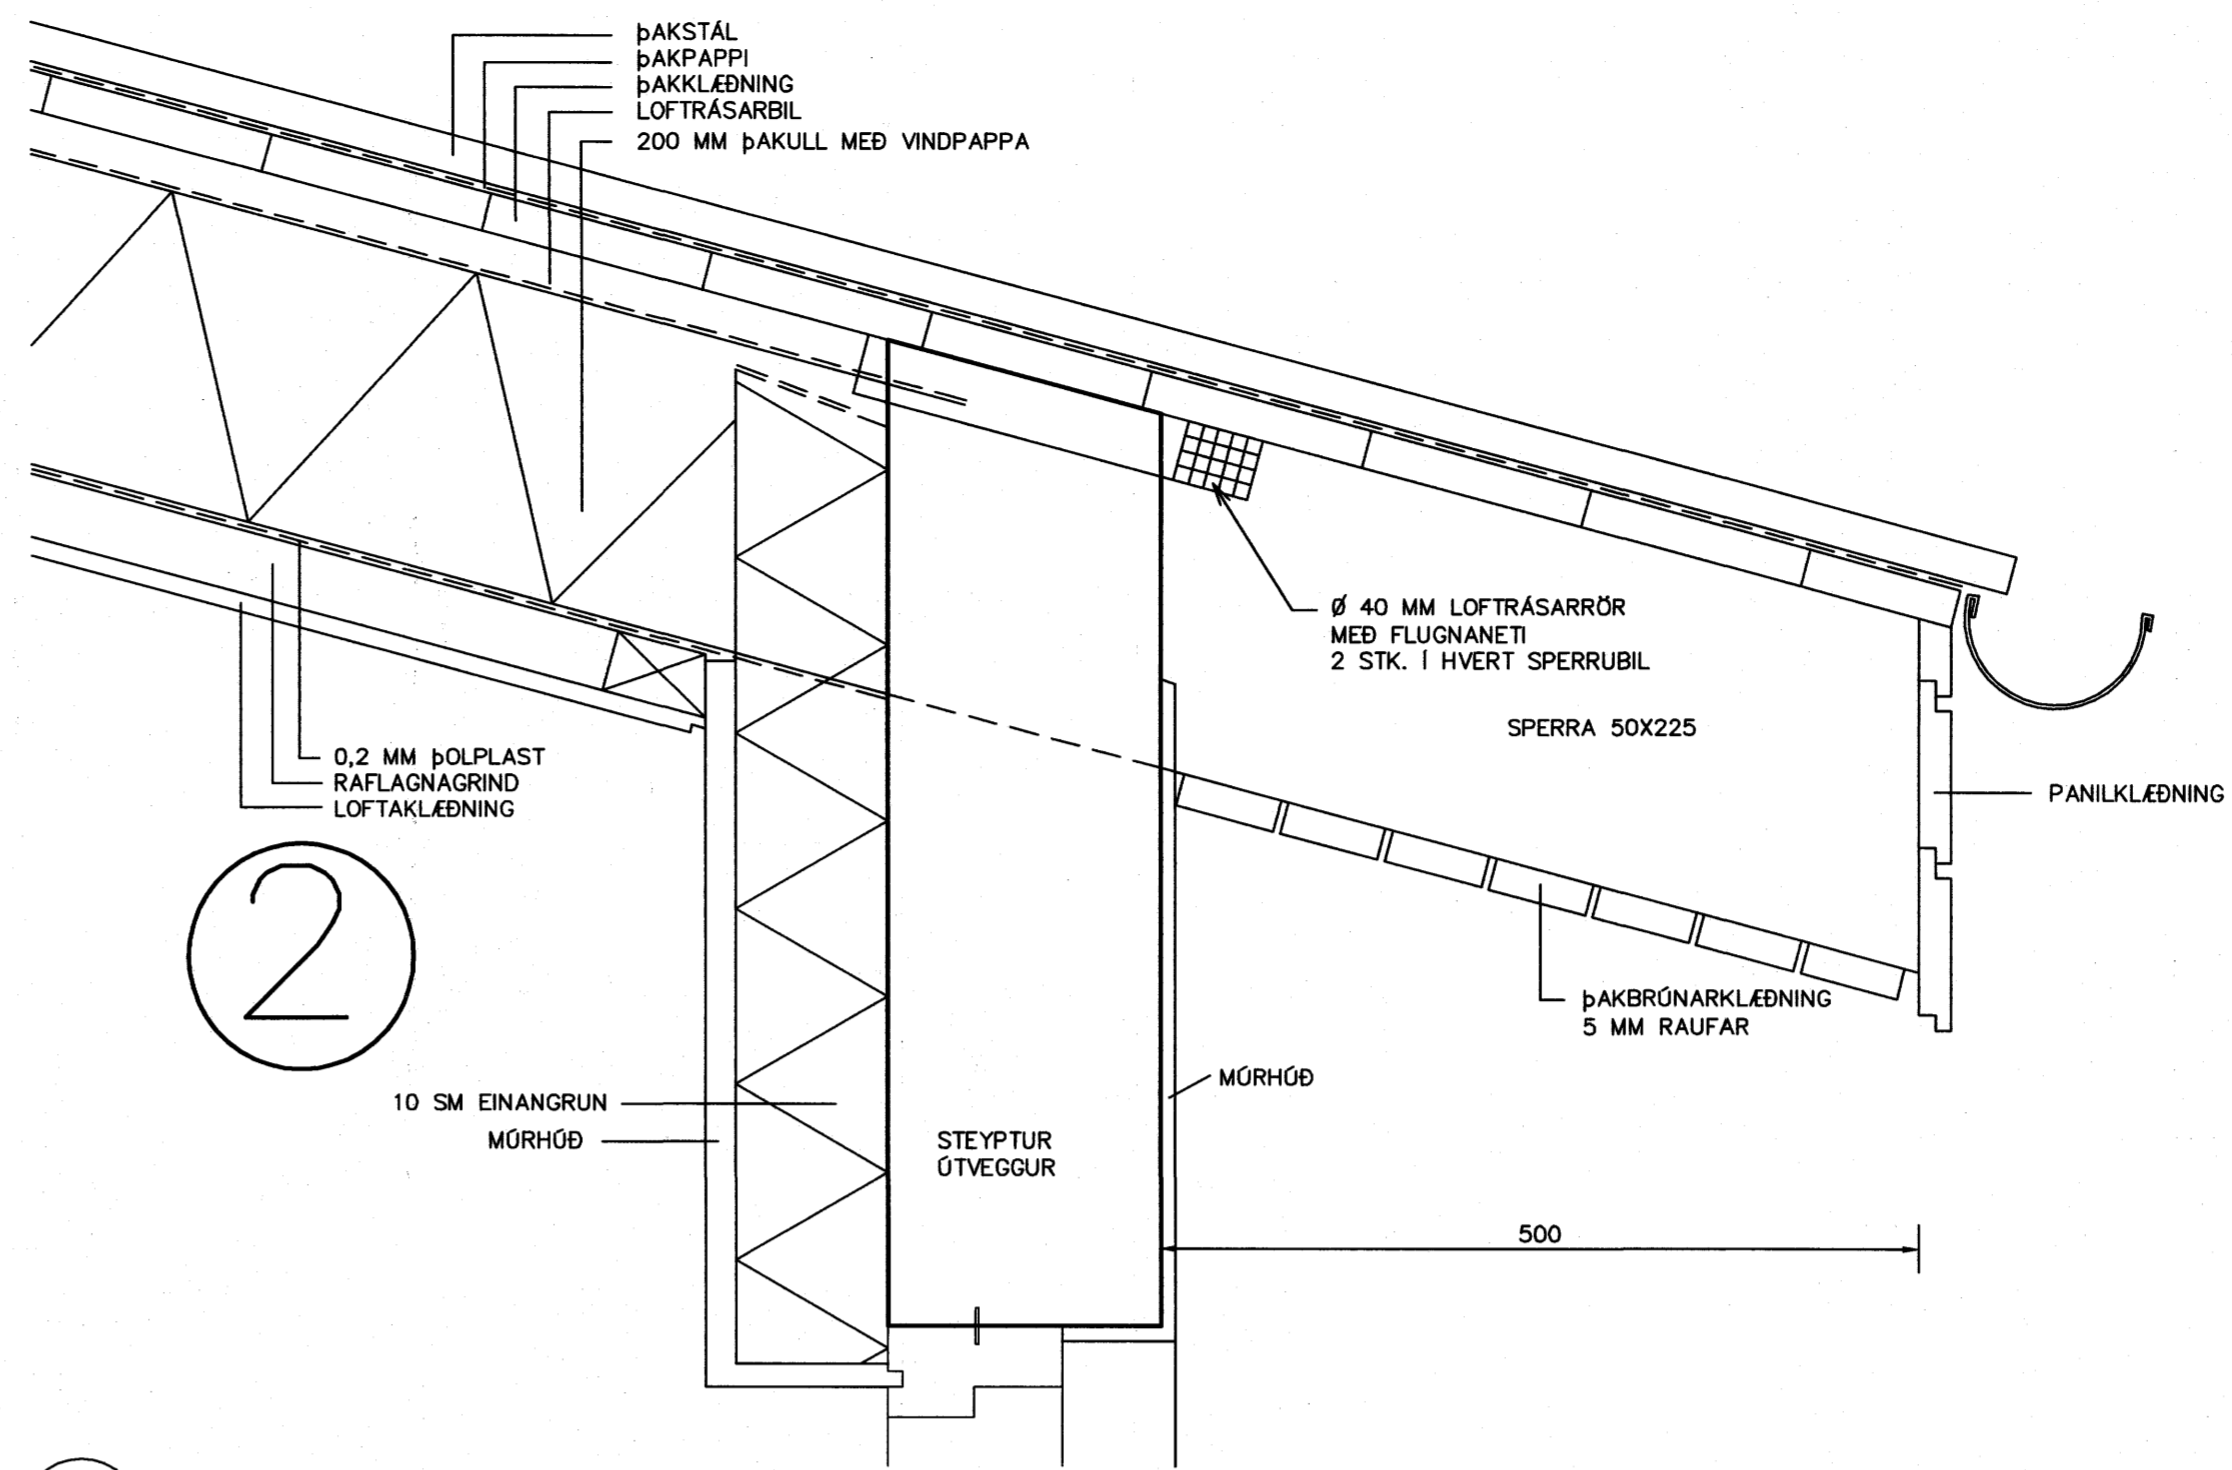 ÞAKSTÁL
ÞAKPAPPI
ÞAKKLÆÐNING
LOFTRÁSARBIL
200 MM ÞAKULL MEÐ VINDPAPPA
Ø 40 MM LOFTRÁSARRÖR
MEÐ FLUGNANETI
2 STK. Í HVERT SPERRUBIL
SPERRA 50X225
PANILKLÆÐNING
0,2 MM ÞOLPLAST
RAFLAGNAGRIND
LOFTAKLÆÐNING
2
ÞAKBRÚNARKLÆÐNING
5 MM RAUFAR
MÚRHÚÐ
10 SM EINANGRUN
MÚRHÚÐ
STEYPTUR
ÚTVEGGUR
500